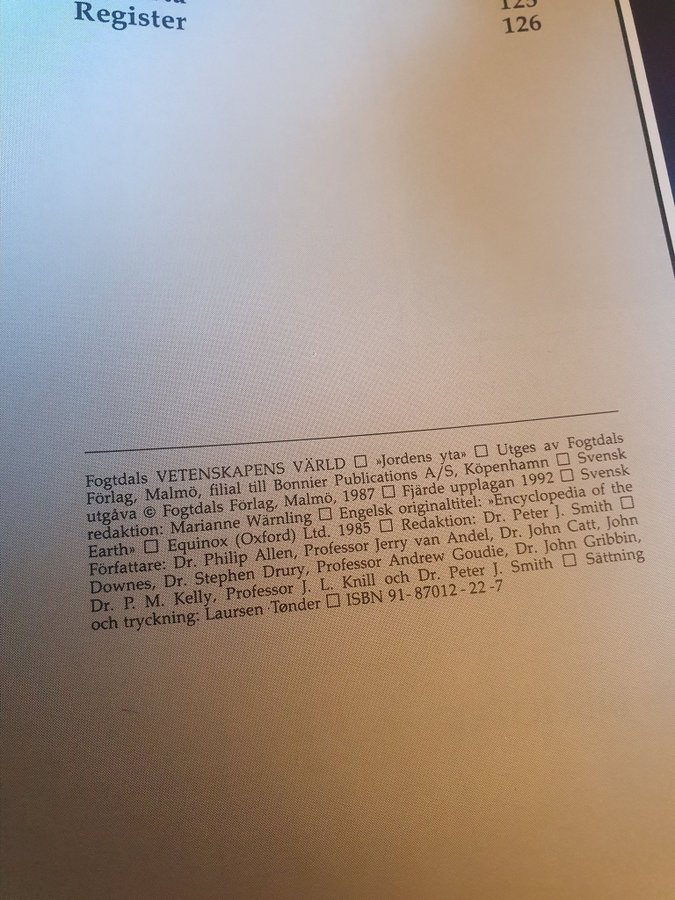 Register 126
Fogtdals VETENSKAPENS VÄRLD □ »Jordens yta» □ Utges av Fogtdals
Förlag, Malmö, filial till Bonnier Publications A/S, Köpenhamn □ Svensk
utgåva © Fogtdals Förlag, Malmö, 1987 □ Fjärde upplagan 1992 □ Svensk
redaktion: Marianne Wärnling □ Engelsk originaltitel: »Encyclopedia of the
Earth» □ Equinox (Oxford) Ltd. 1985 □ Redaktion: Dr. Peter J. Smith □
Författare: Dr. Philip Allen, Professor Jerry van Andel, Dr. John Catt, John
Downes, Dr. Stephen Drury, Professor Andrew Goudie, Dr. John Gribbin,
Dr. P. M. Kelly, Professor J. L. Knill och Dr. Peter J. Smith □ Sättning
och tryckning: Laursen Tønder □ ISBN 91-87012-22-7